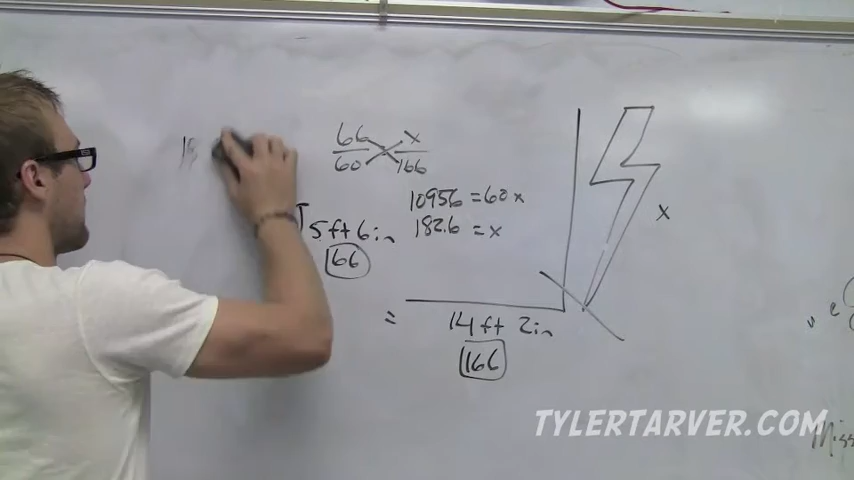 66 x
60 166
10956 = 60x
5ft 6in
182.6 = x
66
x
=
14 ft 2in
166
TYLERTARVER.COM